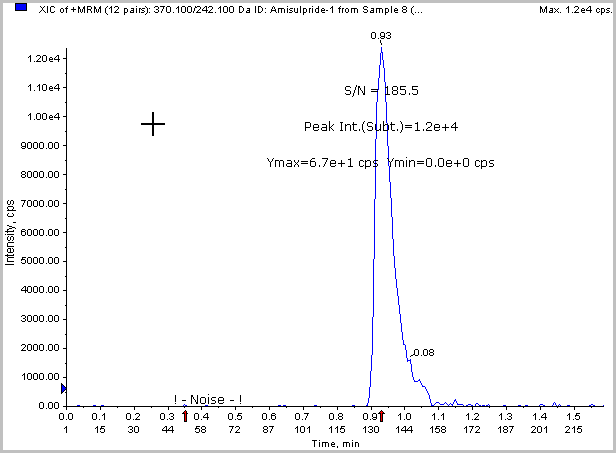 XIC of +MRM (12 pairs): 370.100/242.100 Da ID: Amisulpride-1 from Sample 8 (...
Max. 1.2e4 cps.
0.93
1.20e4
1.10e4
1.00e4
9000.00
8000.00
7000.00
6000.00
5000.00
4000.00
3000.00
2000.00
1000.00
0.00
Intensity, cps
S/N = 185.5
Peak Int.(Subt.)=1.2e+4
Ymax=6.7e+1 cps Ymin=0.0e+0 cps
0.08
! - Noise - !
0.0 0.1 0.2 0.3 0.4 0.5 0.6 0.7 0.8 0.9 1.0 1.2 1.3 1.4 1.5
1 15 30 44 58 72 87 101 115 130 144 158 172 187 201 215
Time, min